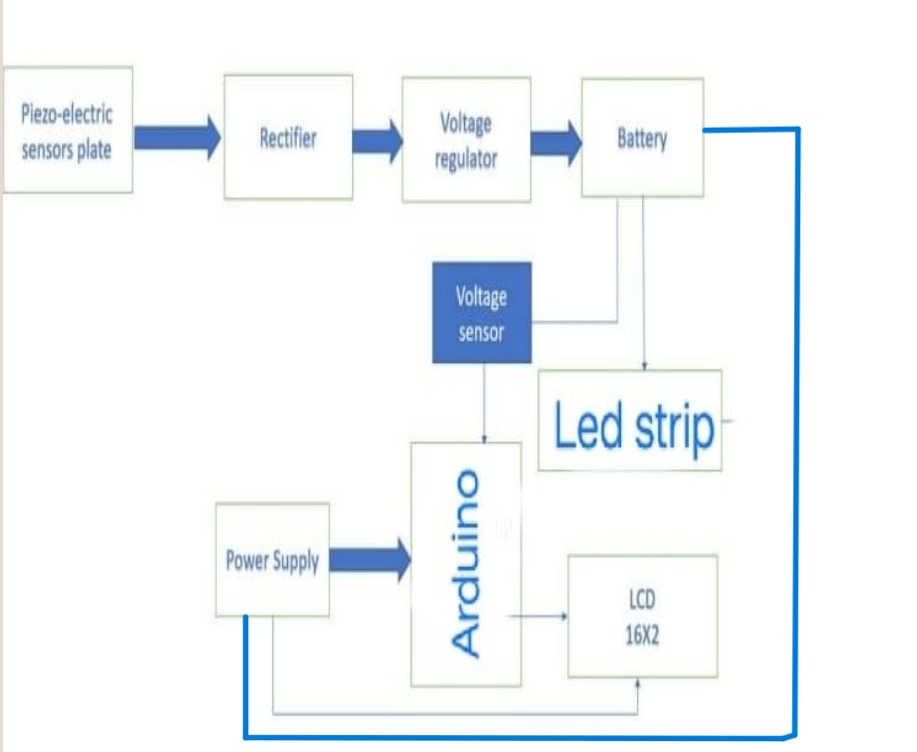 Piezo-electric
sensors plate
Rectifier
Voltage
regulator
Battery
Voltage
sensor
Led strip
Arduino
Power Supply
LCD
16X2